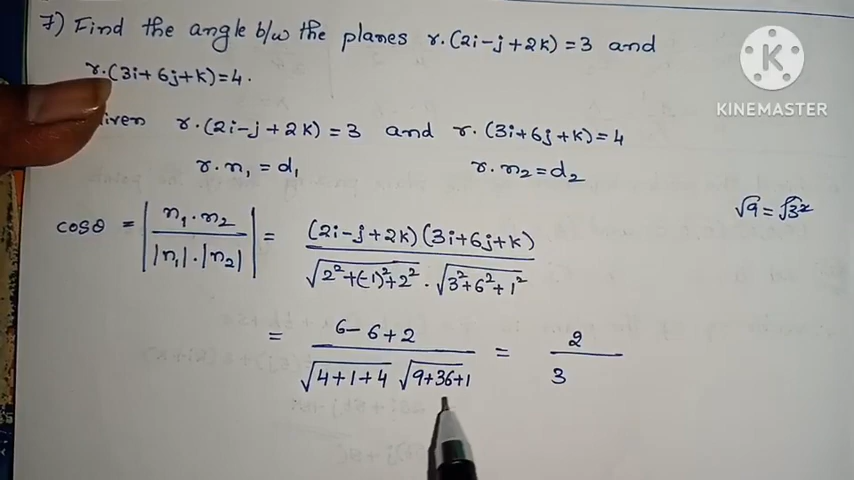 7) Find the angle b/w the planes r.(2i-j+2k)=3 and
r.(3i+6j+k)=4.
r.(2i-j+2k)=3 and r.(3i+6j+k)=4
r.n₁=d₁ r.n₂=d₂
cosθ = |n₁.n₂ / |n₁|.|n₂|| = (2i-j+2k)(3i+6j+k) / √2²+(-1)²+2² . √3²+6²+1²
= 6-6+2 / √4+1+4 √9+36+1 = 2 / 3
√9=√3²
K
KINEMASTER